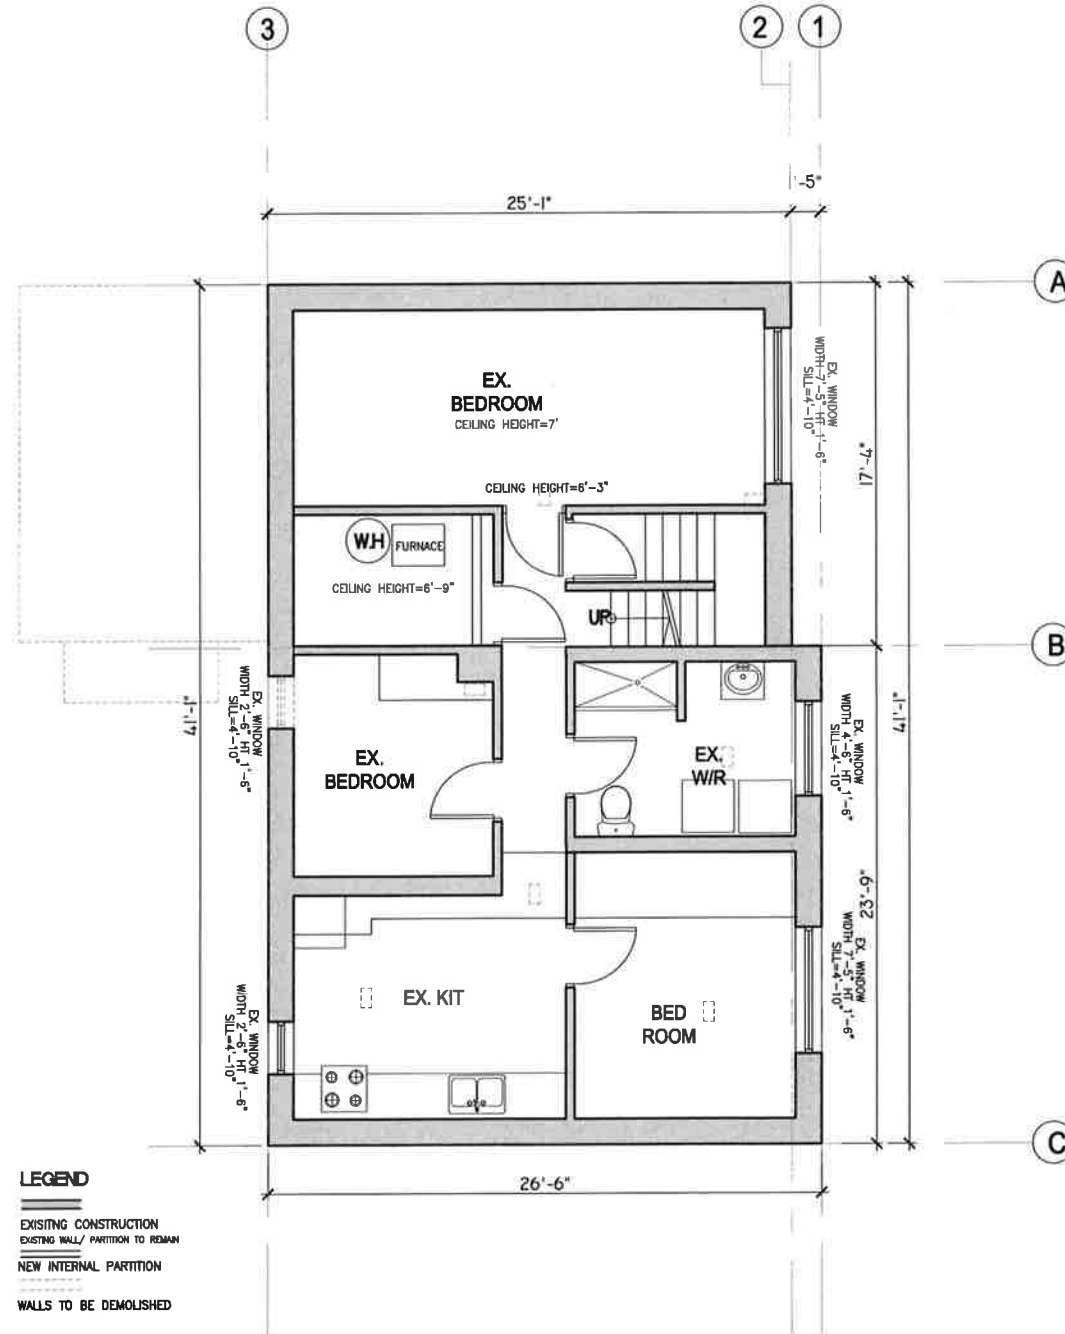 3
2
1
'-5"
25'-1"
A
EX.
BEDROOM
CEILING HEIGHT=7'
EX. WINDOW
WIDTH 7'-5" HT 1'-6"
SILL=4'-10"
17'-4"
CEILING HEIGHT=6'-3"
W.H
FURNACE
CEILING HEIGHT=6'-9"
UP
B
EX. WINDOW
WIDTH 2'-6" HT 1'-6"
SILL=4'-10"
41'-1"
EX.
BEDROOM
EX.
W/R
EX. WINDOW
WIDTH 4'-6" HT 1'-6"
SILL=4'-10"
41'-1"
23'-9"
EX. WINDOW
WIDTH 7'-5" HT 1'-6"
SILL=4'-10"
EX. WINDOW
WIDTH 2'-6" HT 1'-6"
SILL=4'-10"
EX. KIT
BED
ROOM
C
26'-6"
LEGEND
EXISITNG CONSTRUCTION
EXISTING WALL/ PARTITION TO REMAIN
NEW INTERNAL PARTITION
WALLS TO BE DEMOLISHED